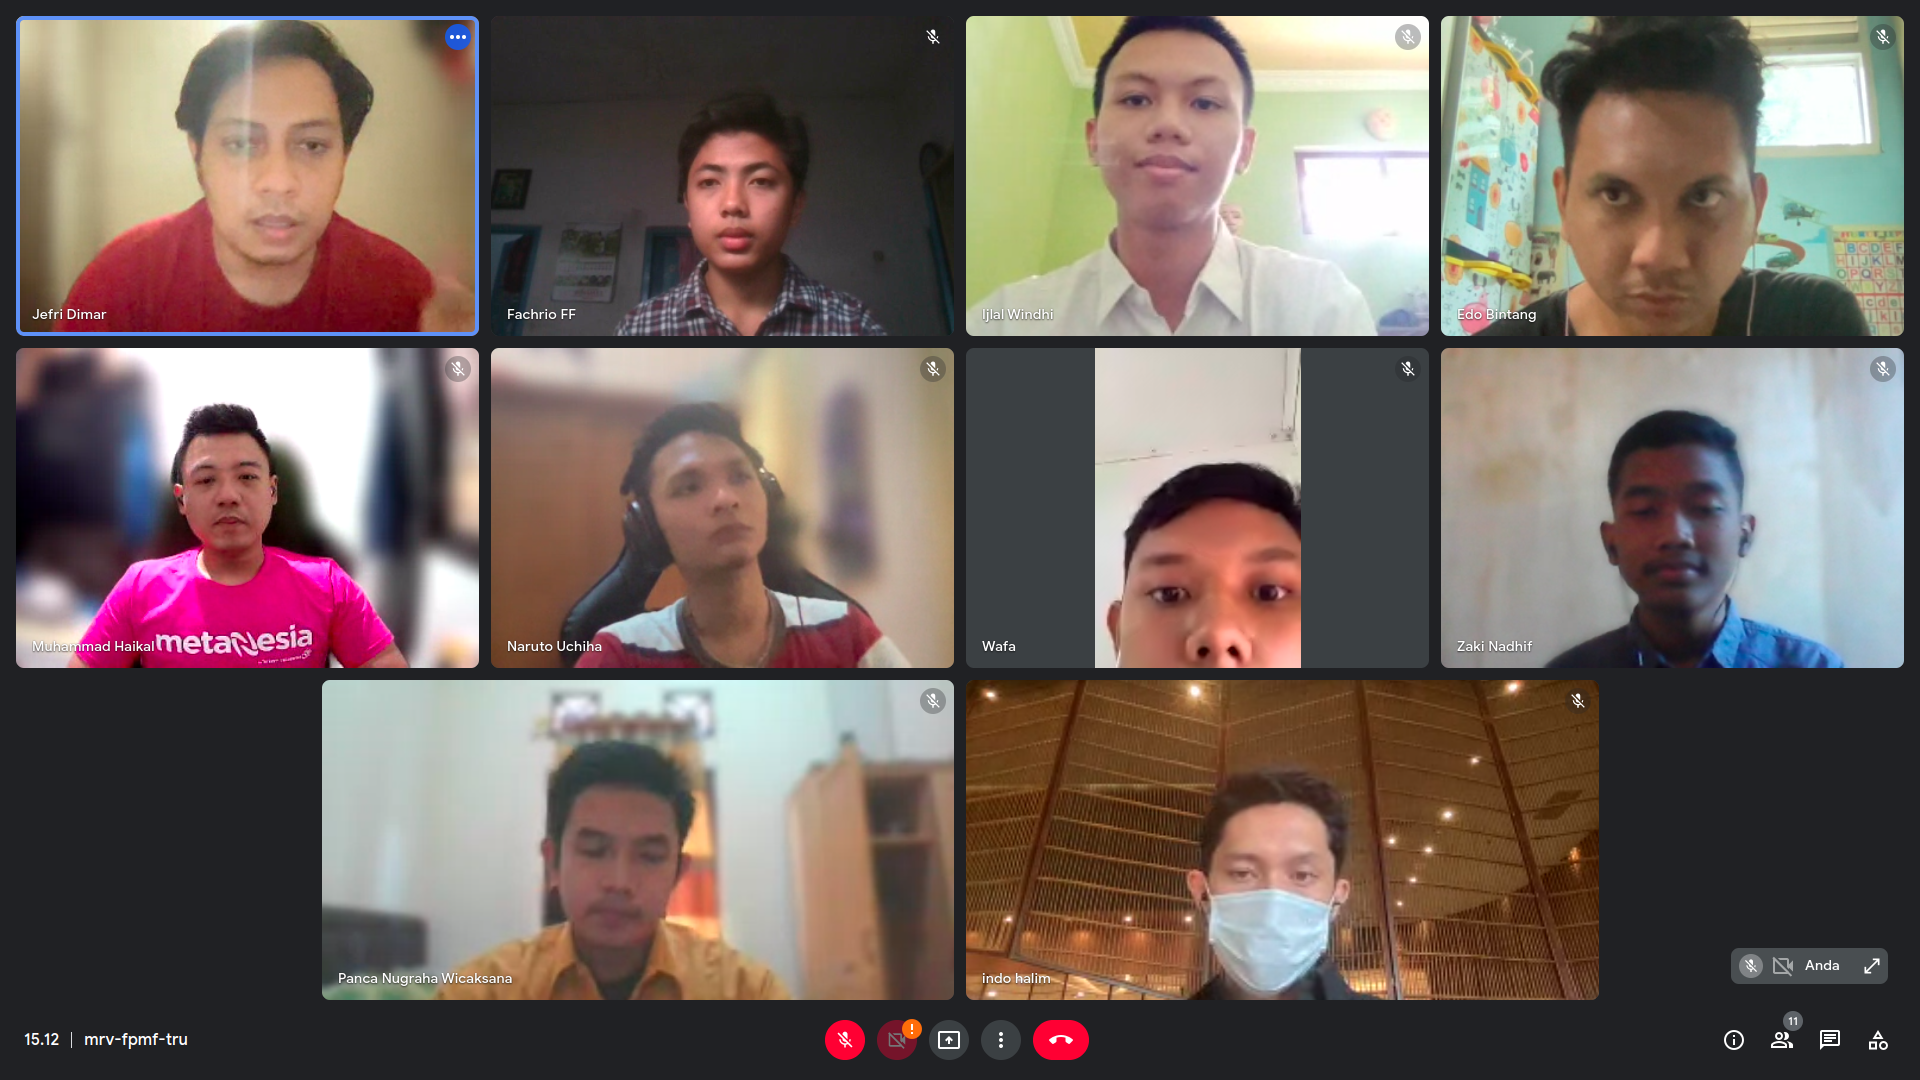 Jefri Dimar
Fachrio FF
Ijlal Windhi
Edo Bintang
Muhammad Haikal
metaNesia
Naruto Uchiha
Wafa
Zaki Nadhif
Panca Nugraha Wicaksana
indo halim
Anda
15.12 | mrv-fpmf-tru
!
11